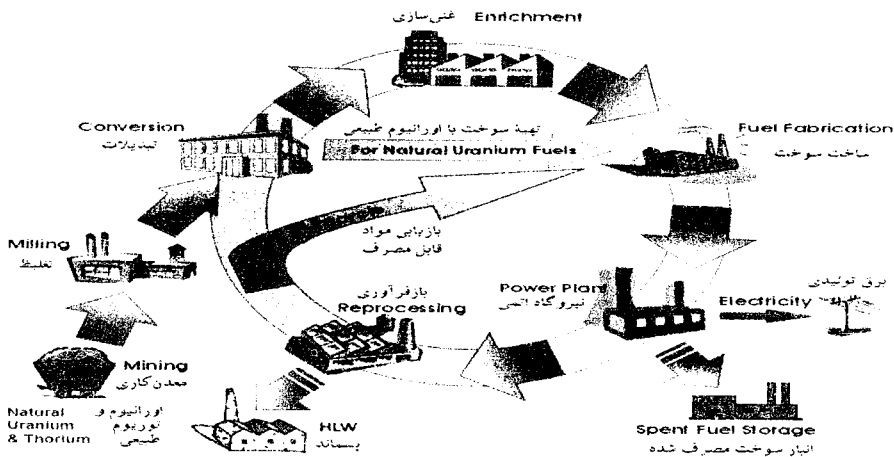 غنی‌سازی Enrichment
Conversion
تبدیلات
تهیهٔ سوخت با اورانیوم طبیعی
For Natural Uranium Fuels
Fuel Fabrication
ساخت سوخت
Milling
تغلیظ
بازیابی مواد
قابل مصرف
بازفرآوری
Reprocessing
Power Plant
نیروگاه اتمی
Electricity
برق تولیدی
Mining
معدن‌کاری
Natural
Uranium
& Thorium
اورانیوم و
توریوم
طبیعی
HLW
پسماند
Spent Fuel Storage
انبار سوخت مصرف شده